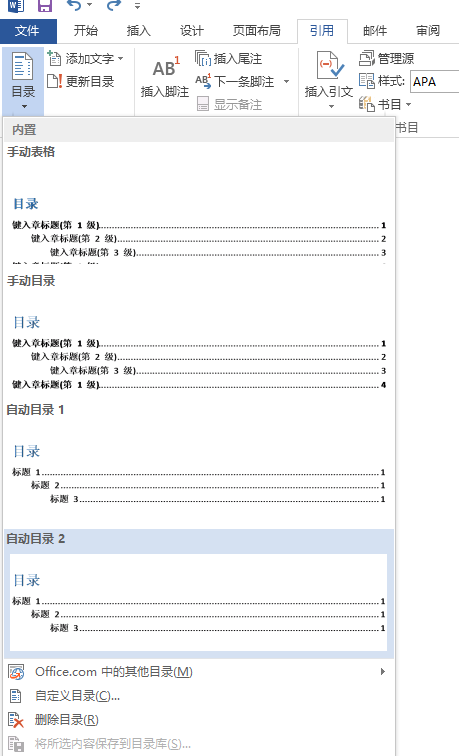 文件 开始 插入 设计 页面布局 引用 邮件 审阅
添加文字 插入尾注 管理源
更新目录 AB1 AB1 下一条脚注 样式: APA
目录 插入脚注 显示备注 插入引文 书目
书目
内置
手动表格
目录
键入章标题(第 1 级)........1
键入章标题(第 2 级)........2
键入章标题(第 3 级)........3
手动目录
目录
键入章标题(第 1 级)........1
键入章标题(第 2 级)........2
键入章标题(第 3 级)........3
键入章标题(第 1 级)........4
自动目录 1
目录
标题 1........1
标题 2........1
标题 3........1
自动目录 2
目录
标题 1........1
标题 2........1
标题 3........1
Office.com 中的其他目录(M)
自定义目录(C)...
删除目录(R)
将所选内容保存到目录库(S)...